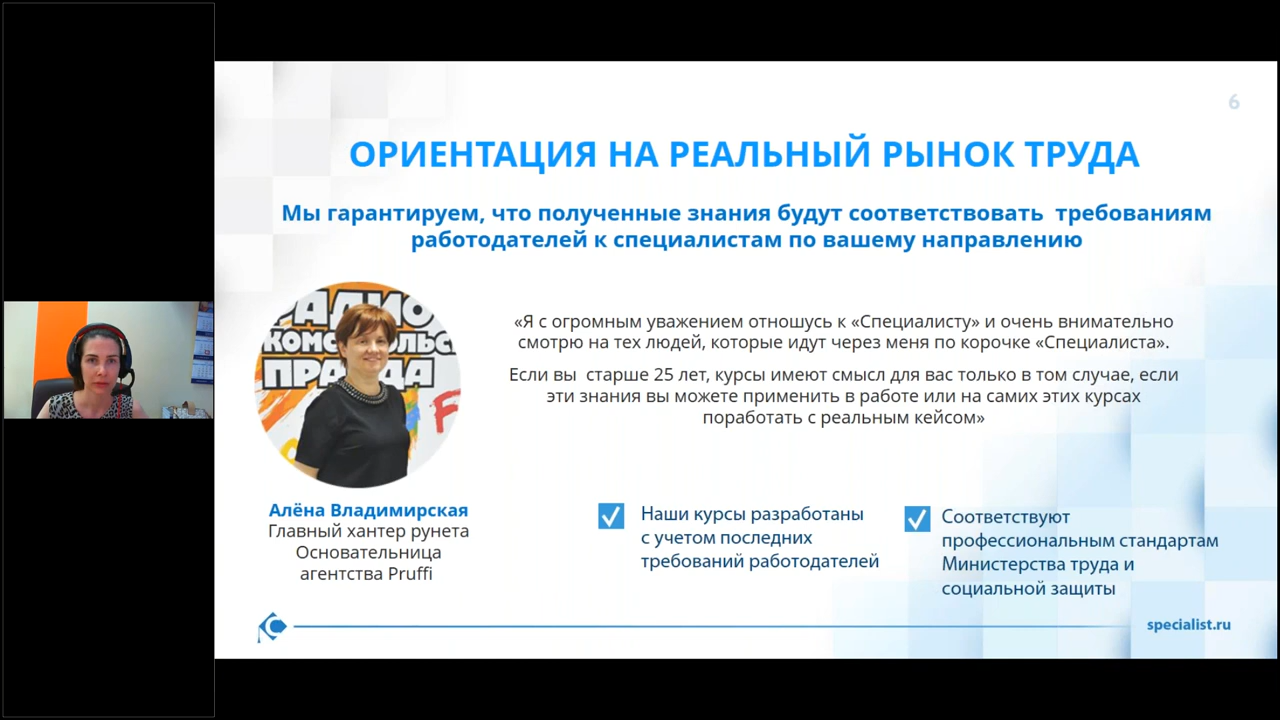 6
ОРИЕНТАЦИЯ НА РЕАЛЬНЫЙ РЫНОК ТРУДА
Мы гарантируем, что полученные знания будут соответствовать требованиям
работодателей к специалистам по вашему направлению
РАДИО
КОМСОМОЛЬС
ПРАВДА
«Я с огромным уважением отношусь к «Специалисту» и очень внимательно
смотрю на тех людей, которые идут через меня по корочке «Специалиста».
Если вы старше 25 лет, курсы имеют смысл для вас только в том случае, если
эти знания вы можете применить в работе или на самих этих курсах
поработать с реальным кейсом»
Алёна Владимирская
Главный хантер рунета
Основательница
агентства Pruffi
Наши курсы разработаны
с учетом последних
требований работодателей
Соответствуют
профессиональным стандартам
Министерства труда и
социальной защиты
specialist.ru